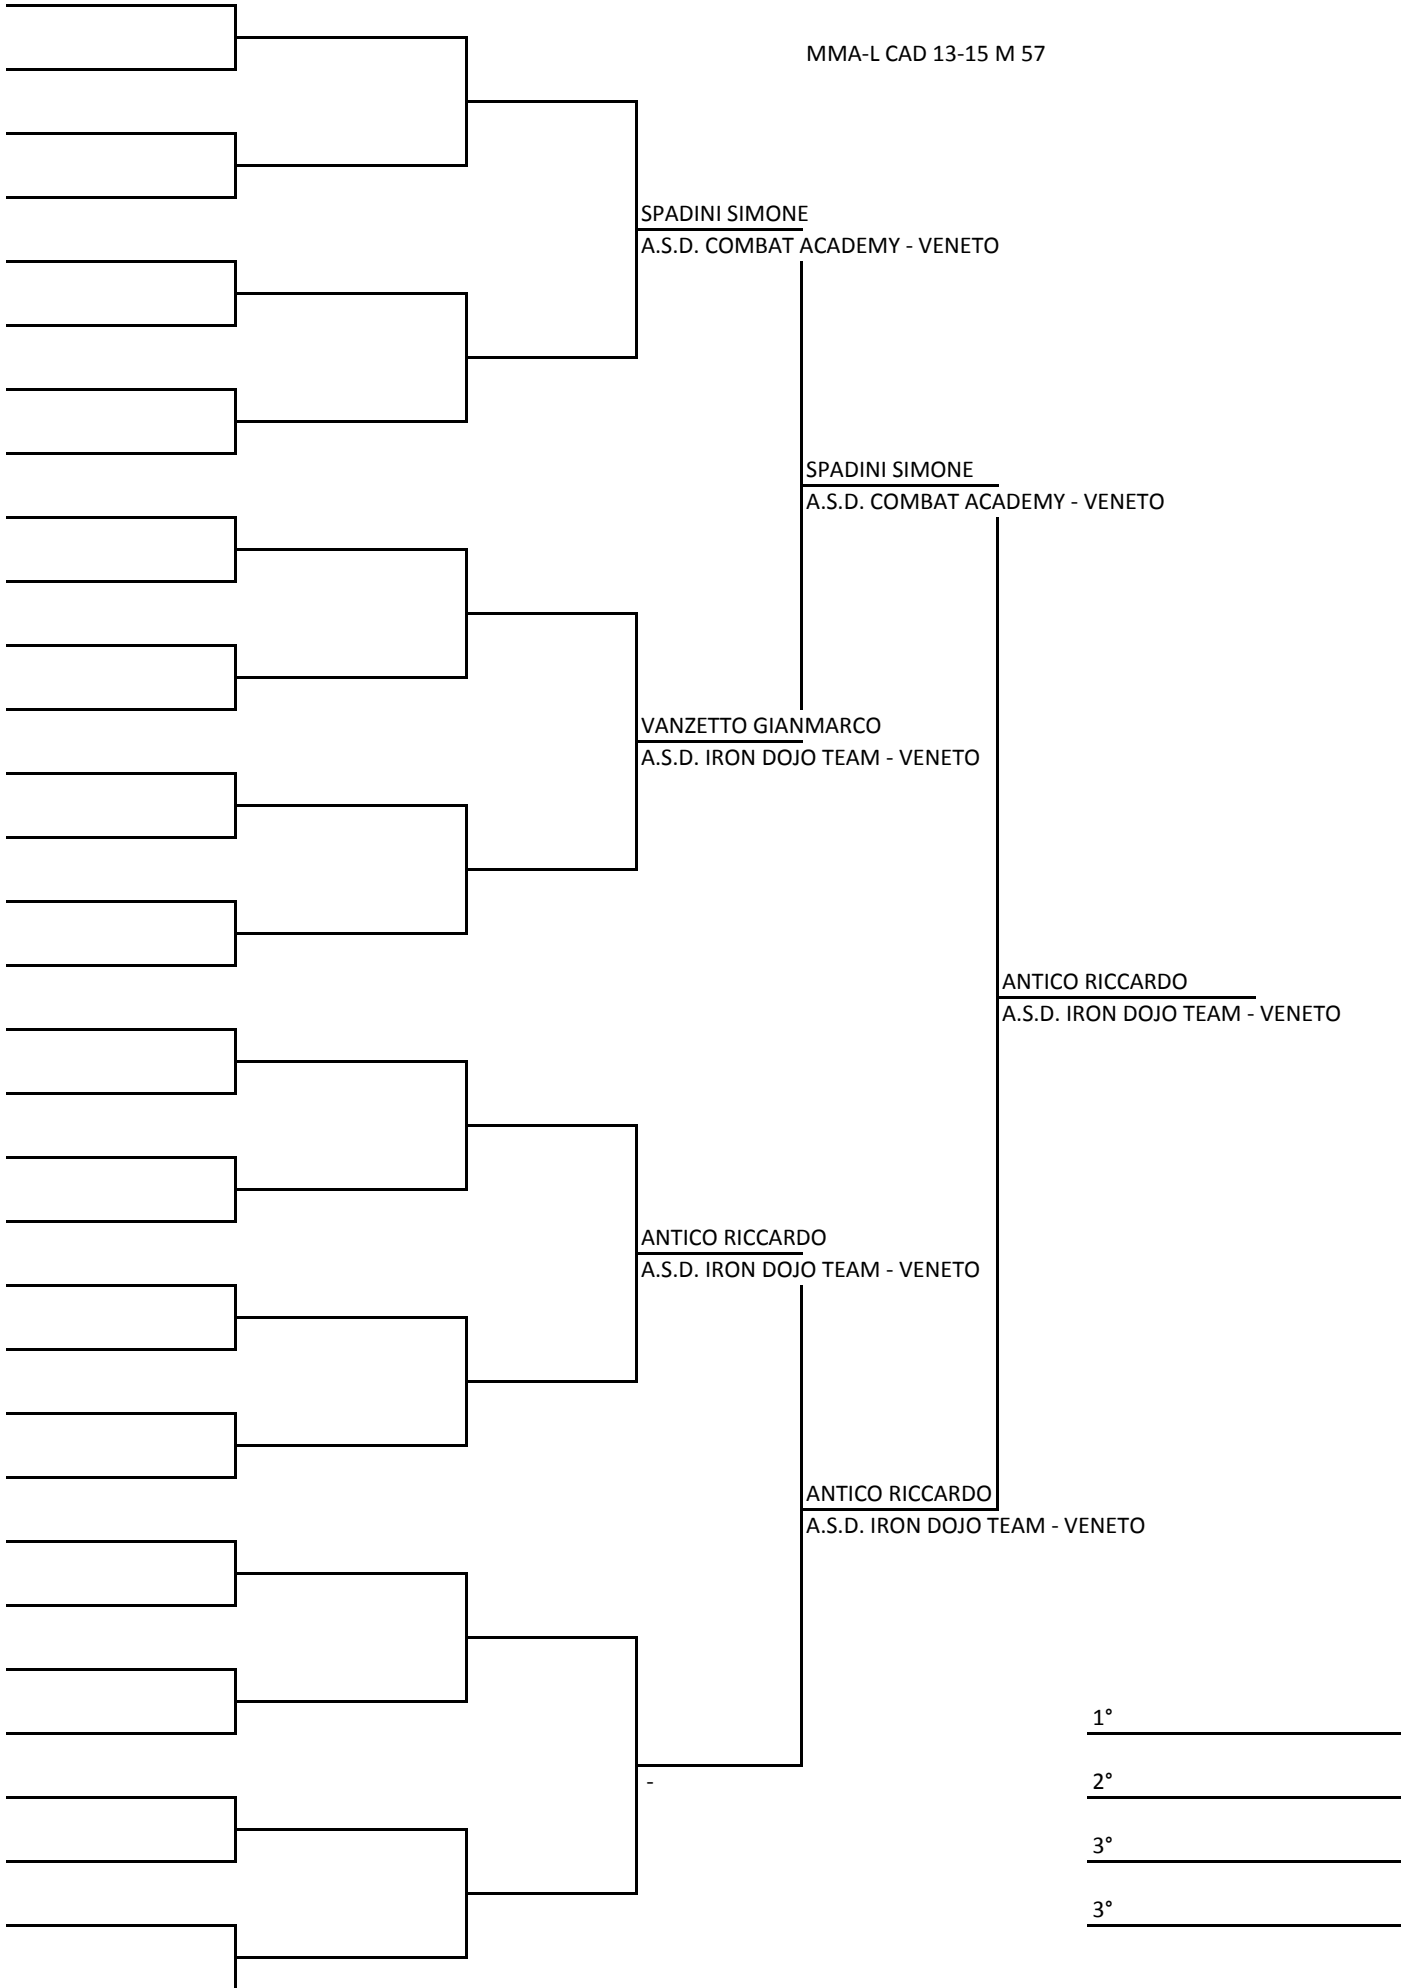 MMA-L CAD 13-15 M 57
SPADINI SIMONE
A.S.D. COMBAT ACADEMY - VENETO
SPADINI SIMONE
A.S.D. COMBAT ACADEMY - VENETO
VANZETTO GIANMARCO
A.S.D. IRON DOJO TEAM - VENETO
ANTICO RICCARDO
A.S.D. IRON DOJO TEAM - VENETO
ANTICO RICCARDO
A.S.D. IRON DOJO TEAM - VENETO
ANTICO RICCARDO
A.S.D. IRON DOJO TEAM - VENETO
1°
-
2°
3°
3°